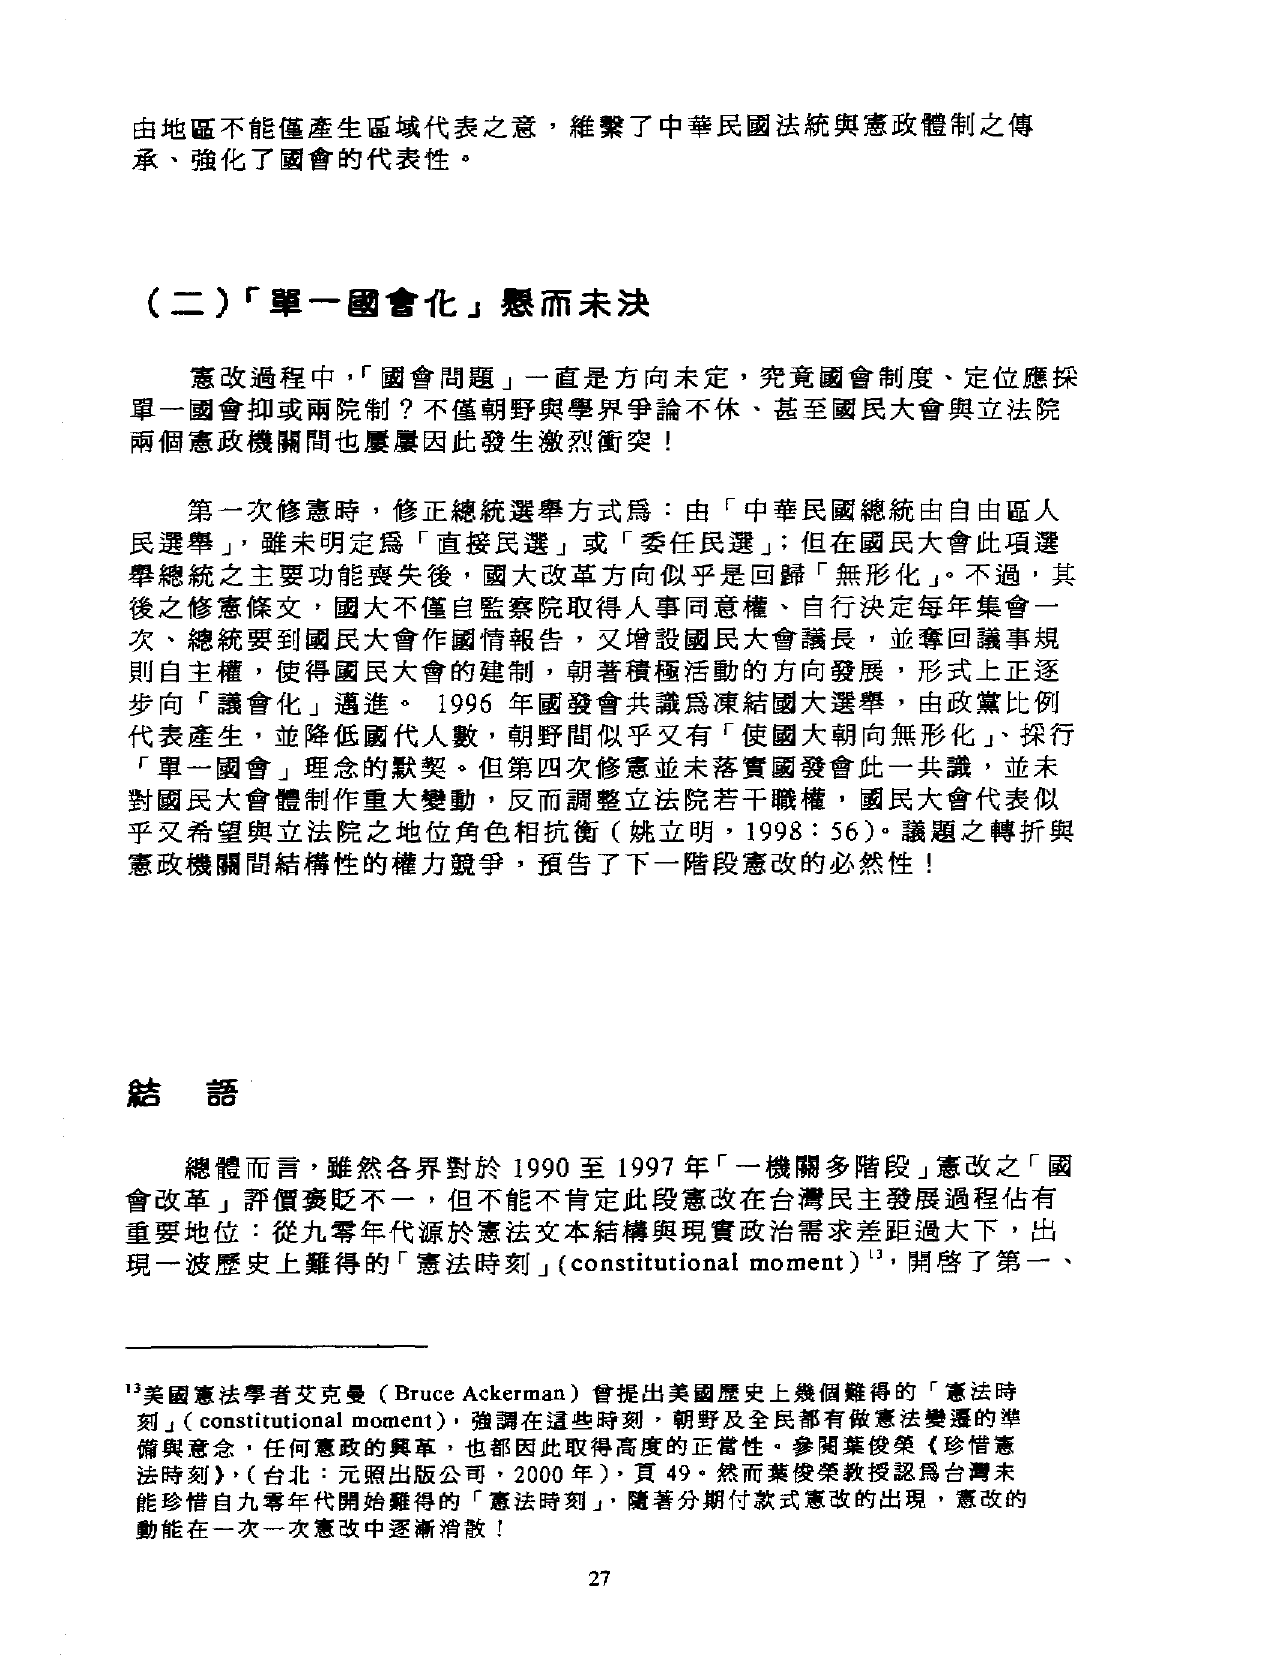 由地區不能僅產生區域代表之意，維繫了中華民國法統與憲政體制之傳
承、強化了國會的代表性。
（二）「單一國會化」懸而未決
憲改過程中，「國會問題」一直是方向未定，究竟國會制度、定位應採
單一國會抑或兩院制？不僅朝野與學界爭論不休、甚至國民大會與立法院
兩個憲政機關間也屢屢因此發生激烈衝突！
第一次修憲時，修正總統選舉方式爲：由「中華民國總統由自由區人
民選舉」，雖未明定爲「直接民選」或「委任民選」；但在國民大會此項選
舉總統之主要功能喪失後，國大改革方向似乎是回歸「無形化」。不過，其
後之修憲條文，國大不僅自監察院取得人事同意權、自行決定每年集會一
次、總統要到國民大會作國情報告，又增設國民大會議長，並奪回議事規
則自主權，使得國民大會的建制，朝著積極活動的方向發展，形式上正逐
步向「議會化」邁進。 1996 年國發會共識爲凍結國大選舉，由政黨比例
代表產生，並降低國代人數，朝野間似乎又有「使國大朝向無形化」、採行
「單一國會」理念的默契。但第四次修憲並未落實國發會此一共識，並未
對國民大會體制作重大變動，反而調整立法院若干職權，國民大會代表似
乎又希望與立法院之地位角色相抗衡（姚立明，1998：56）。議題之轉折與
憲政機關間結構性的權力競爭，預告了下一階段憲改的必然性！
結　語
總體而言，雖然各界對於 1990 至 1997 年「一機關多階段」憲改之「國
會改革」評價褒貶不一，但不能不肯定此段憲改在台灣民主發展過程佔有
重要地位：從九零年代源於憲法文本結構與現實政治需求差距過大下，出
現一波歷史上難得的「憲法時刻」(constitutional moment) 13，開啓了第一、
13美國憲法學者艾克曼（Bruce Ackerman）曾提出美國歷史上幾個難得的「憲法時
刻」（constitutional moment），強調在這些時刻，朝野及全民都有做憲法變遷的準
備與意念，任何憲政的興革，也都因此取得高度的正當性。參閱葉俊榮《珍惜憲
法時刻》，（台北：元照出版公司，2000 年），頁 49。然而葉俊榮教授認爲台灣未
能珍惜自九零年代開始難得的「憲法時刻」，隨著分期付款式憲改的出現，憲改的
動能在一次一次憲改中逐漸消散！
27